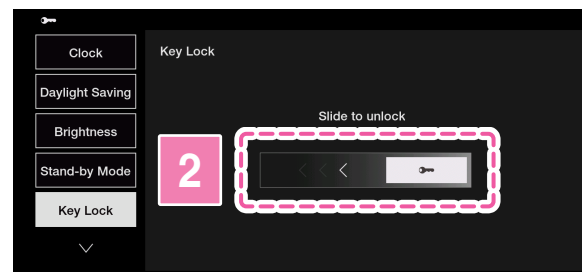 Clock
Key Lock
Daylight Saving
Slide to unlock
Brightness
2
Stand-by Mode
Key Lock